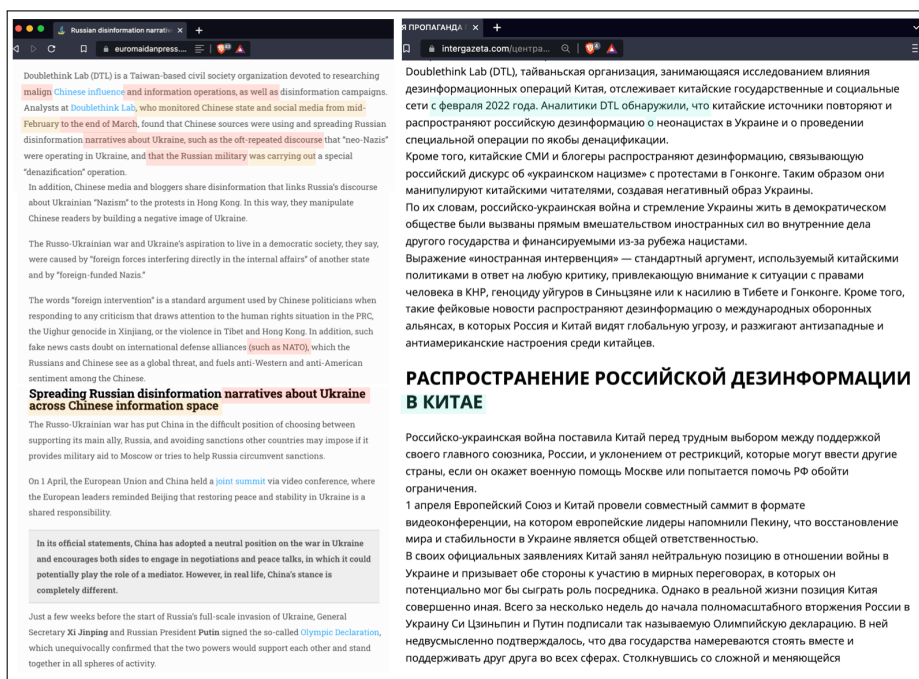 Russian disinformation narrativ
euromaidanpress....
Doublethink Lab (DTL) is a Taiwan-based civil society organization devoted to researching
malign Chinese influence and information operations, as well as disinformation campaigns.
Analysts at Doublethink Lab, who monitored Chinese state and social media from mid-
February to the end of March, found that Chinese sources were using and spreading Russian
disinformation narratives about Ukraine, such as the oft-repeated discourse that "neo-Nazis"
were operating in Ukraine, and that the Russian military was carrying out a special
"denazification" operation.
In addition, Chinese media and bloggers share disinformation that links Russia's discourse
about Ukrainian "Nazism" to the protests in Hong Kong. In this way, they manipulate
Chinese readers by building a negative image of Ukraine.
The Russo-Ukrainian war and Ukraine's aspiration to live in a democratic society, they say,
were caused by "foreign forces interfering directly in the internal affairs" of another state
and by "foreign-funded Nazis."
The words "foreign intervention" is a standard argument used by Chinese politicians when
responding to any criticism that draws attention to the human rights situation in the PRC,
the Uighur genocide in Xinjiang, or the violence in Tibet and Hong Kong. In addition, such
fake news casts doubt on international defense alliances (such as NATO), which the
Russians and Chinese see as a global threat, and fuels anti-Western and anti-American
sentiment among the Chinese.
Spreading Russian disinformation narratives about Ukraine
across Chinese information space
The Russo-Ukrainian war has put China in the difficult position of choosing between
supporting its main ally, Russia, and avoiding sanctions other countries may impose if it
provides military aid to Moscow or tries to help Russia circumvent sanctions.
On 1 April, the European Union and China held a joint summit via video conference, where
the European leaders reminded Beijing that restoring peace and stability in Ukraine is a
shared responsibility.
In its official statements, China has adopted a neutral position on the war in Ukraine
and encourages both sides to engage in negotiations and peace talks, in which it could
potentially play the role of a mediator. However, in real life, China's stance is
completely different.
Just a few weeks before the start of Russia's full-scale invasion of Ukraine, General
Secretary Xi Jinping and Russian President Putin signed the so-called Olympic Declaration,
which unequivocally confirmed that the two powers would support each other and stand
together in all spheres of activity.
Я ПРОПАГАНДА
intergazeta.com/центра...
Doublethink Lab (DTL), тайваньская организация, занимающаяся исследованием влияния
дезинформационных операций Китая, отслеживает китайские государственные и социальные
сети с февраля 2022 года. Аналитики DTL обнаружили, что китайские источники повторяют и
распространяют российскую дезинформацию о неонацистах в Украине и о проведении
специальной операции по якобы денацификации.
Кроме того, китайские СМИ и блогеры распространяют дезинформацию, связывающую
российский дискурс об «украинском нацизме» с протестами в Гонконге. Таким образом они
манипулируют китайскими читателями, создавая негативный образ Украины.
По их словам, российско-украинская война и стремление Украины жить в демократическом
обществе были вызваны прямым вмешательством иностранных сил во внутренние дела
другого государства и финансируемыми из-за рубежа нацистами.
Выражение «иностранная интервенция» — стандартный аргумент, используемый китайскими
политиками в ответ на любую критику, привлекающую внимание к ситуации с правами
человека в КНР, геноциду уйгуров в Синьцзяне или к насилию в Тибете и Гонконге. Кроме того,
такие фейковые новости распространяют дезинформацию о международных оборонных
альянсах, в которых Россия и Китай видят глобальную угрозу, и разжигают антизападные и
антиамериканские настроения среди китайцев.
РАСПРОСТРАНЕНИЕ РОССИЙСКОЙ ДЕЗИНФОРМАЦИИ
В КИТАЕ
Российско-украинская война поставила Китай перед трудным выбором между поддержкой
своего главного союзника, России, и уклонением от рестрикций, которые могут ввести другие
страны, если он окажет военную помощь Москве или попытается помочь РФ обойти
ограничения.
1 апреля Европейский Союз и Китай провели совместный саммит в формате
видеоконференции, на котором европейские лидеры напомнили Пекину, что восстановление
мира и стабильности в Украине является общей ответственностью.
В своих официальных заявлениях Китай занял нейтральную позицию в отношении войны в
Украине и призывает обе стороны к участию в мирных переговорах, в которых он
потенциально мог бы сыграть роль посредника. Однако в реальной жизни позиция Китая
совершенно иная. Всего за несколько недель до начала полномасштабного вторжения России в
Украину Си Цзиньпин и Путин подписали так называемую Олимпийскую декларацию. В ней
недвусмысленно подтверждалось, что два государства намереваются стоять вместе и
поддерживать друг друга во всех сферах. Столкнувшись со сложной и меняющейся